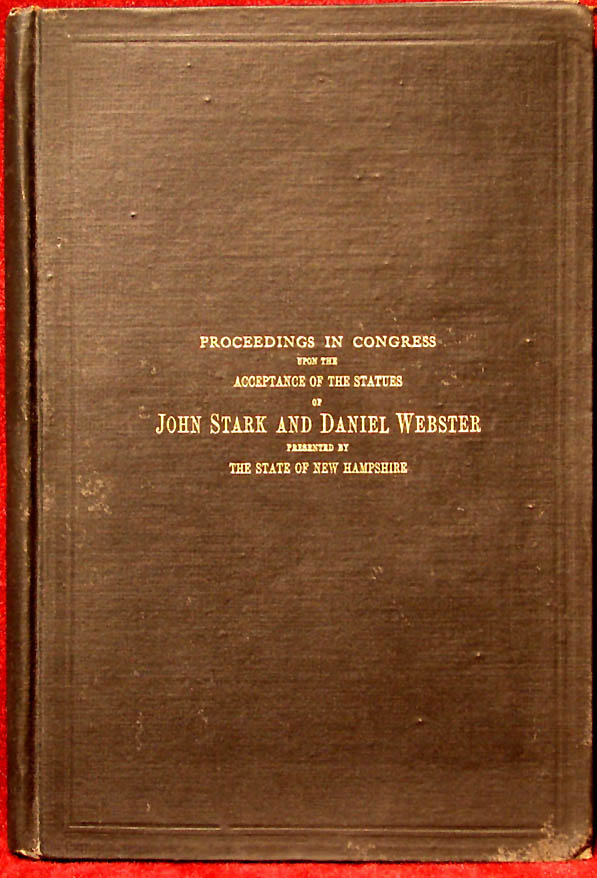 PROCEEDINGS IN CONGRESS
UPON THE
ACCEPTANCE OF THE STATUES
OF
JOHN STARK AND DANIEL WEBSTER
PRESENTED BY
THE STATE OF NEW HAMPSHIRE